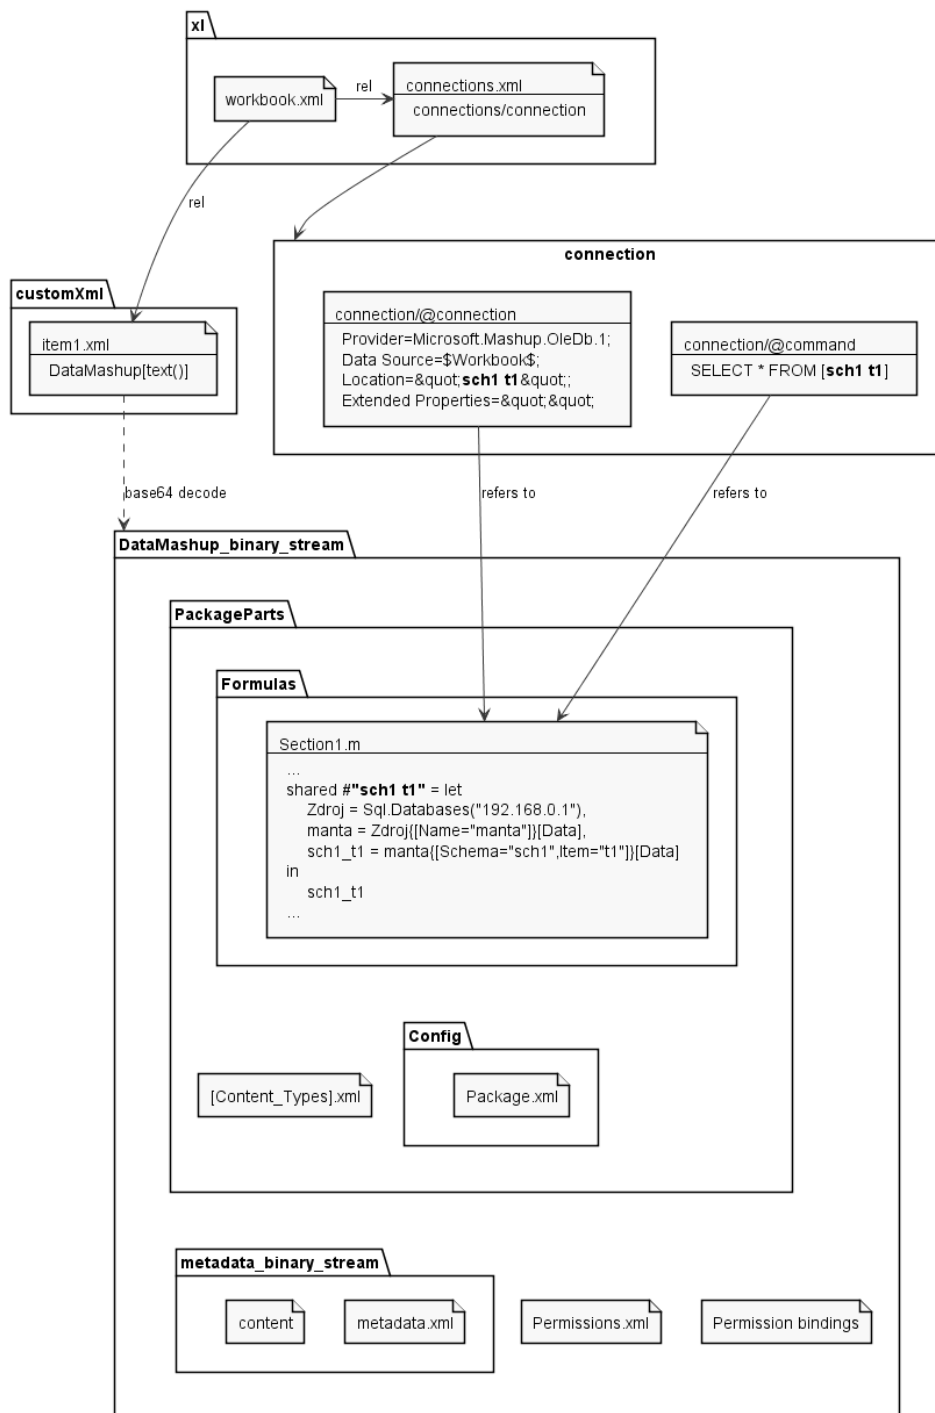 xl
workbook.xml
rel
connections.xml
connections/connection
rel
connection
customXml
item1.xml
DataMashup[text()]
connection/@connection
Provider=Microsoft.Mashup.OleDb.1;
Data Source=$Workbook$;
Location=&quot;sch1 t1&quot;;
Extended Properties=&quot;&quot;
connection/@command
SELECT * FROM [sch1 t1]
base64 decode
refers to
refers to
DataMashup_binary_stream
PackageParts
Formulas
Section1.m
...
shared #"sch1 t1" = let
Zdroj = Sql.Databases("192.168.0.1"),
manta = Zdroj{[Name="manta"]}[Data],
sch1_t1 = manta{[Schema="sch1",Item="t1"]}[Data]
in
sch1_t1
...
Config
[Content_Types].xml
Package.xml
metadata_binary_stream
content
metadata.xml
Permissions.xml
Permission bindings